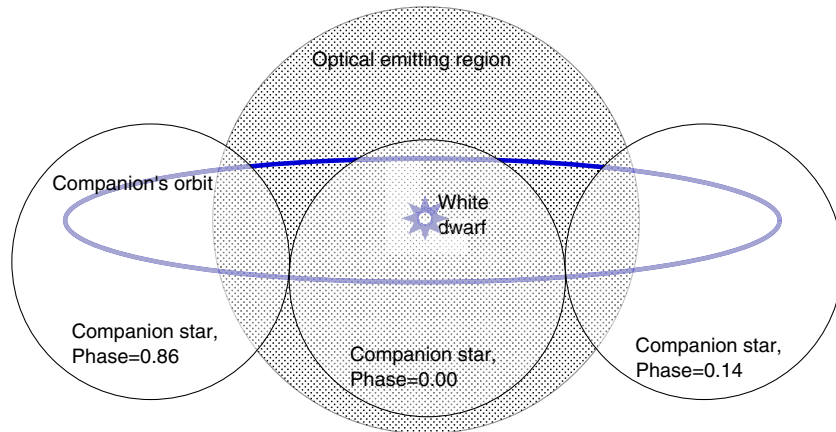 Optical emitting region
Companion's orbit
White
dwarf
Companion star,
Phase=0.86
Companion star,
Phase=0.00
Companion star,
Phase=0.14